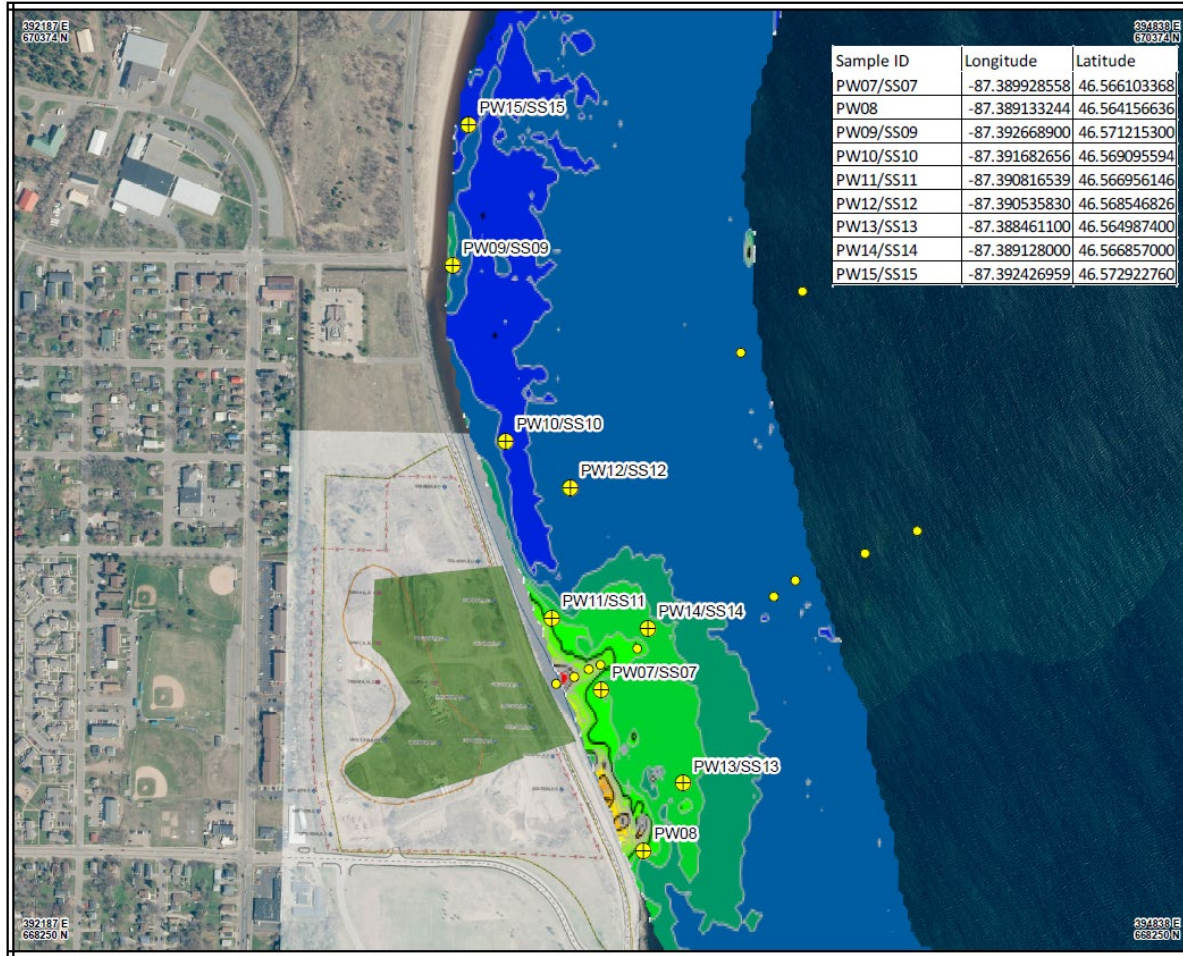 392187 E
670374 N
394838 E
670374 N
Sample ID Longitude Latitude
PW07/SS07 -87.389928558 46.566103368
PW08 -87.389133244 46.564156636
PW09/SS09 -87.392668900 46.571215300
PW10/SS10 -87.391682656 46.569095594
PW11/SS11 -87.390816539 46.566956146
PW12/SS12 -87.390535830 46.568546826
PW13/SS13 -87.388461100 46.564987400
PW14/SS14 -87.389128000 46.566857000
PW15/SS15 -87.392426959 46.572922760
PW15/SS15
PW09/SS09
PW10/SS10
PW12/SS12
PW11/SS11
PW14/SS14
PW07/SS07
PW13/SS13
PW08
392187 E
668250 N
394838 E
668250 N